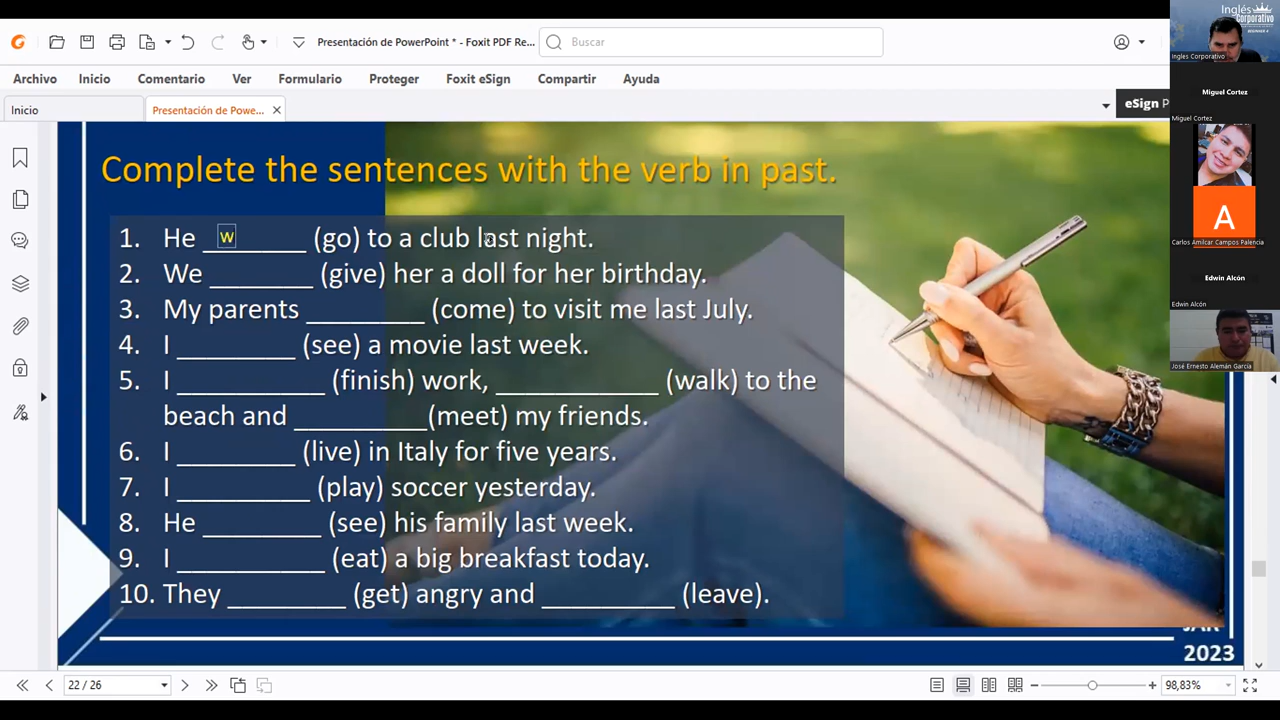 Presentación de PowerPoint * - Foxit PDF Re...
Buscar
Archivo Inicio Comentario Ver Formulario Proteger Foxit eSign Compartir Ayuda
Inicio
Presentación de Powe...
eSign P
Complete the sentences with the verb in past.
1. He __w____ (go) to a club last night.
2. We _______ (give) her a doll for her birthday.
3. My parents ________ (come) to visit me last July.
4. I ________ (see) a movie last week.
5. I __________ (finish) work, ___________ (walk) to the
beach and _________(meet) my friends.
6. I ________ (live) in Italy for five years.
7. I _________ (play) soccer yesterday.
8. He ________ (see) his family last week.
9. I __________ (eat) a big breakfast today.
10. They ________ (get) angry and _________ (leave).
2023
22 / 26
98,83%
Inglés
Corporativo
BEGINNER 4
Ingles Corporativo
Miguel Cortez
Miguel Cortez
A
Carlos Amilcar Campos Palencia
Edwin Alcón
Edwin Alcón
José Ernesto Alemán García